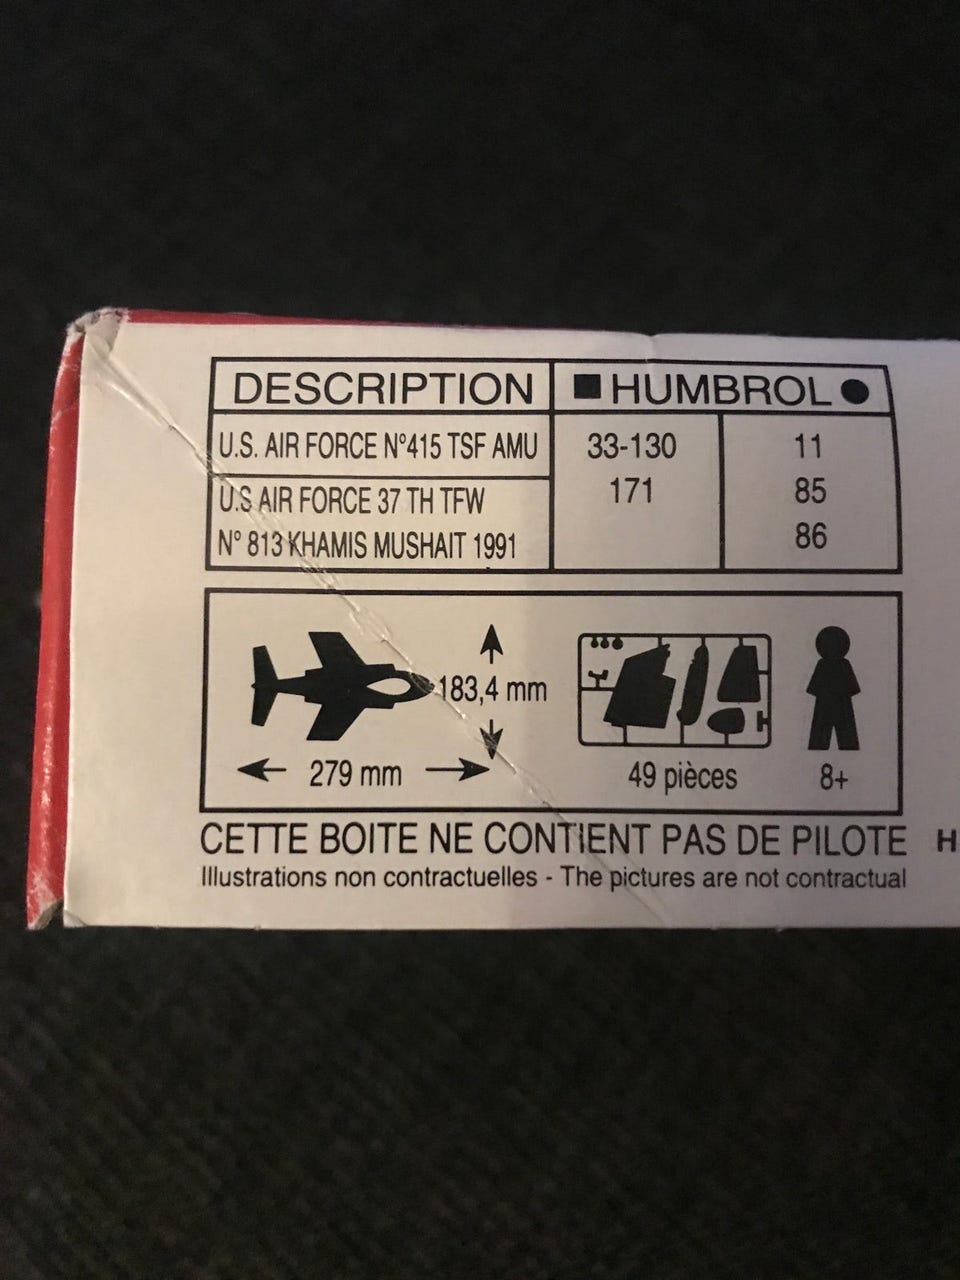 DESCRIPTION ■ HUMBROL ●
U.S. AIR FORCE N°415 TSF AMU 33-130 11
U.S AIR FORCE 37 TH TFW 171 85
N° 813 KHAMIS MUSHAIT 1991 86
183,4 mm
279 mm 49 pièces 8+
CETTE BOITE NE CONTIENT PAS DE PILOTE H
Illustrations non contractuelles - The pictures are not contractual